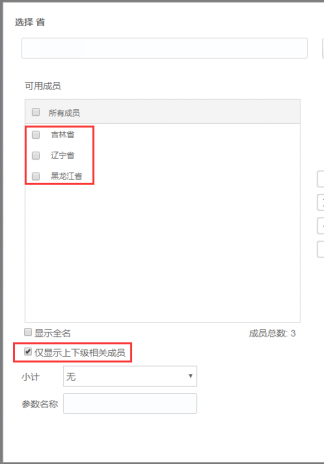 选择 省
可用成员
所有成员
吉林省
辽宁省
黑龙江省
显示全名 成员总数: 3
仅显示上下级相关成员
小计 无
参数名称